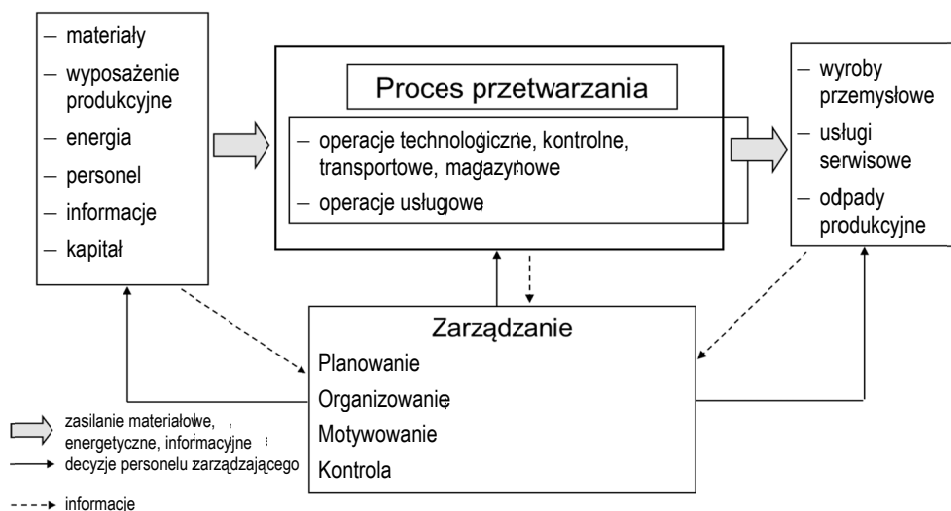 – materiały
– wyposażenie
produkcyjne
– energia
– personel
– informacje
– kapitał
Proces przetwarzania
– operacje technologiczne, kontrolne,
transportowe, magazynowe
– operacje usługowe
– wyroby
przemysłowe
– usługi
serwisowe
– odpady
produkcyjne
Zarządzanie
Planowanie
Organizowanię
Motywowanie
Kontrola
zasilanie materiałowe,
energetyczne, informacyjne
decyzje personelu zarządzającego
informacje